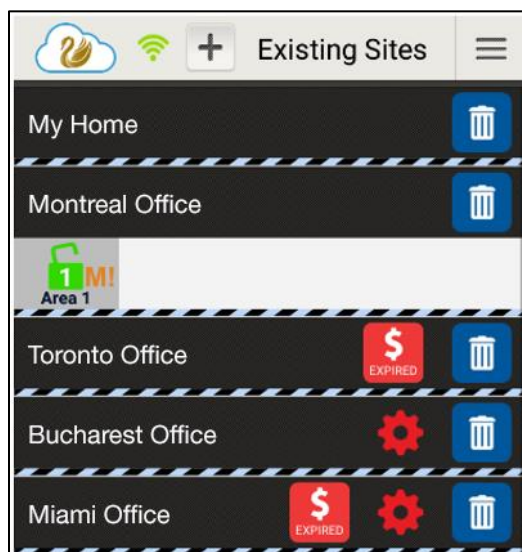 Existing Sites
My Home
Montreal Office
1 M!
Area 1
Toronto Office
$
EXPIRED
Bucharest Office
Miami Office
$
EXPIRED